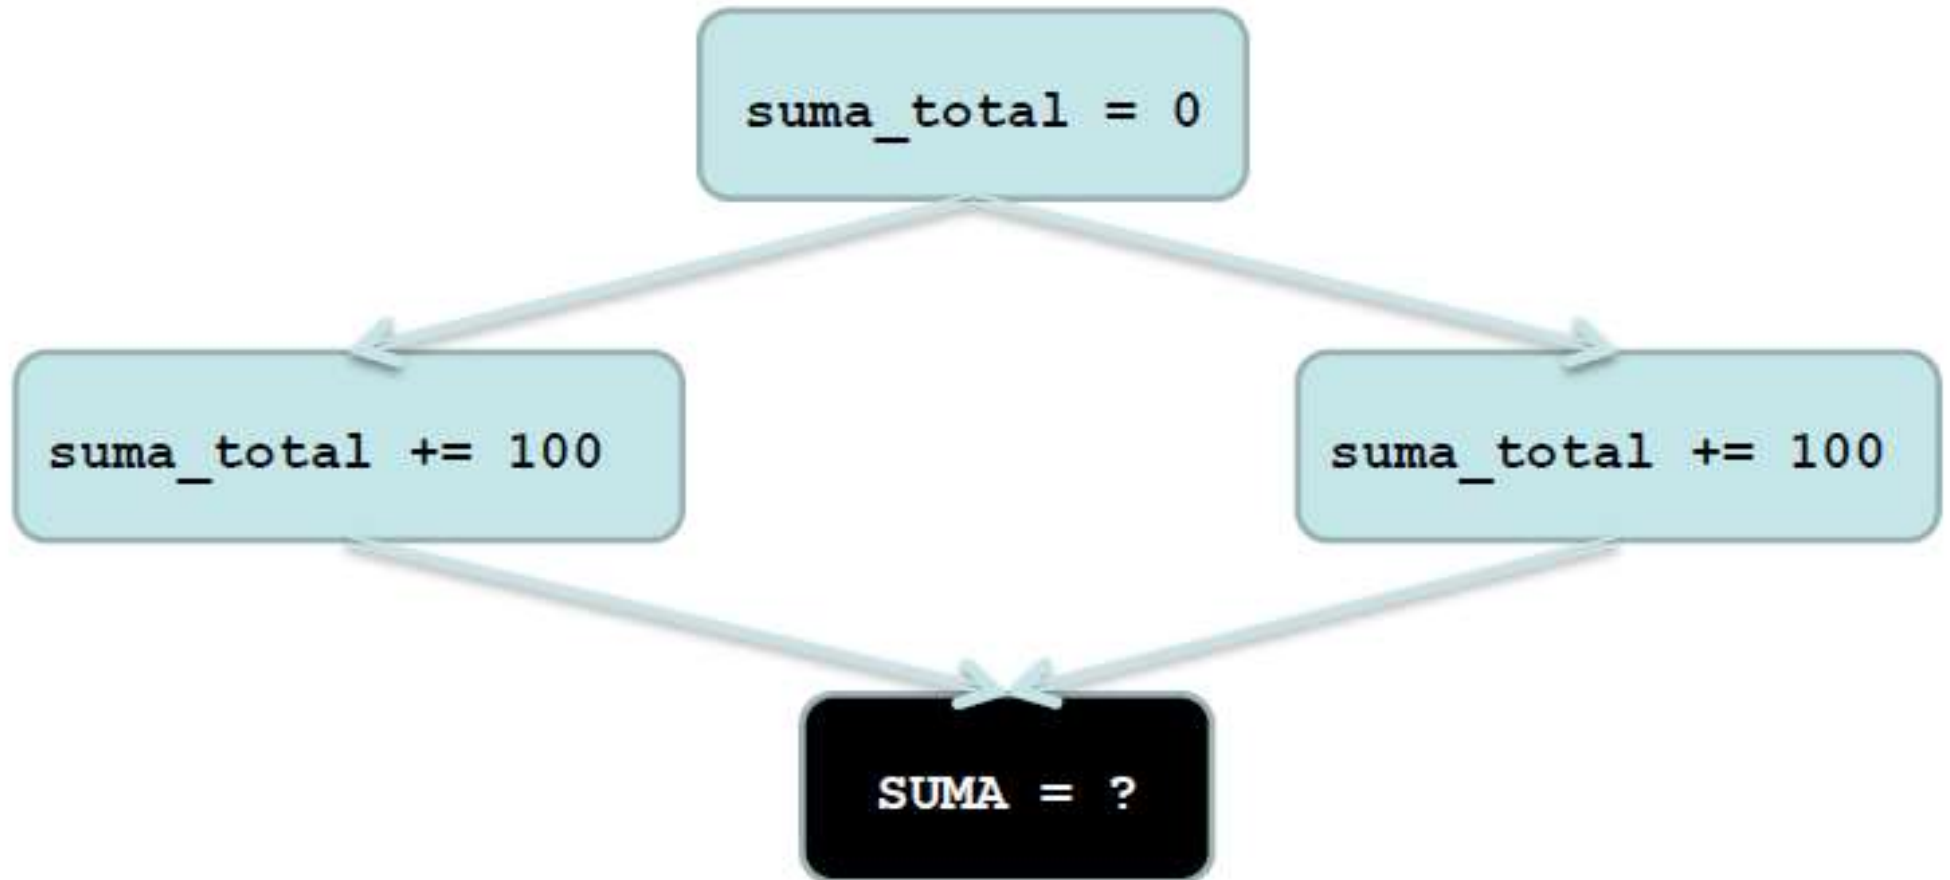 suma_total = 0
suma_total += 100
suma_total += 100
SUMA = ?